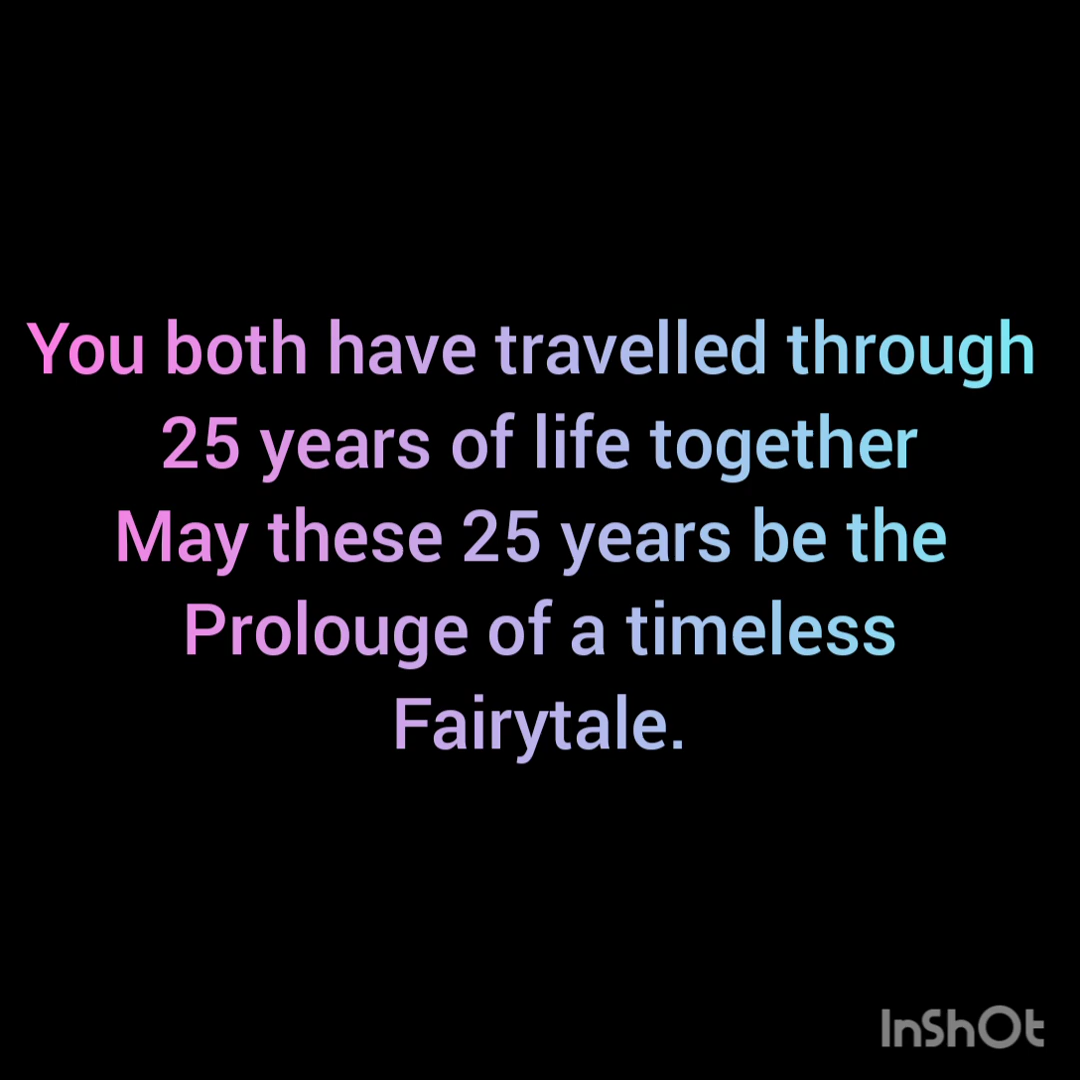 You both have travelled through
25 years of life together
May these 25 years be the
Prolouge of a timeless
Fairytale.
InShOt